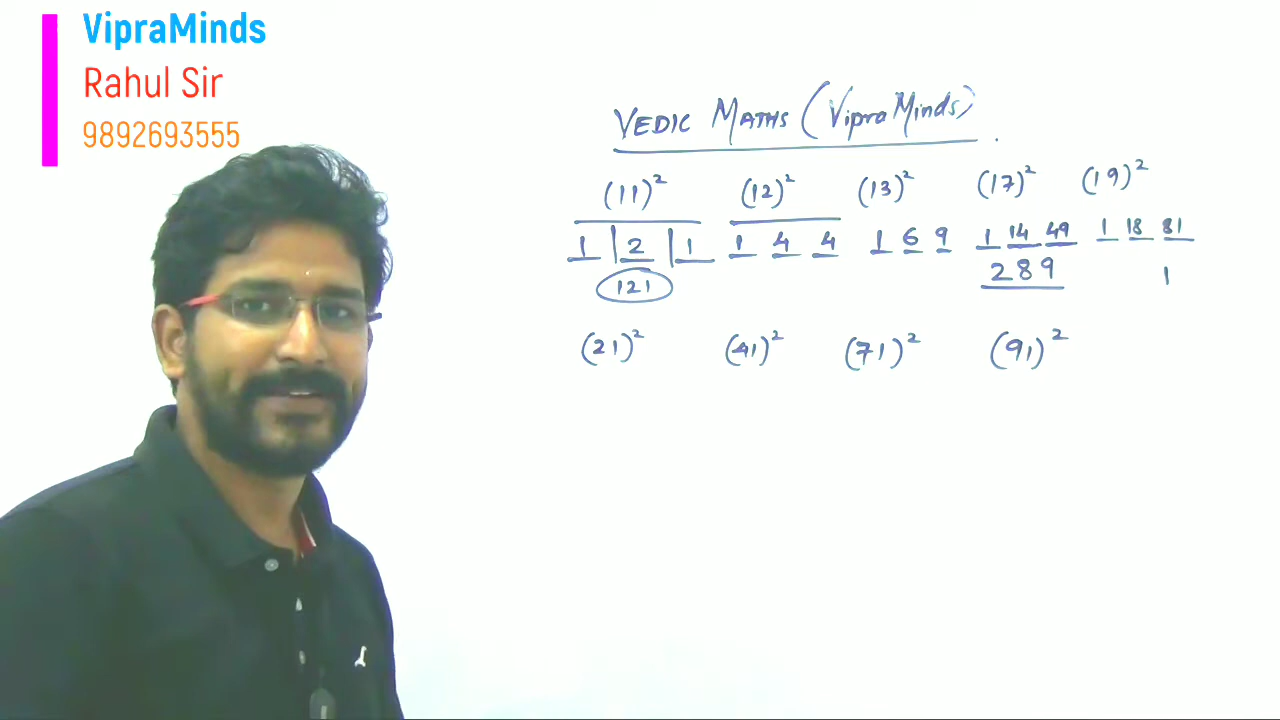 VipraMinds
Rahul Sir
9892693555
VEDIC MATHS (VipraMinds).
(11)² (12)² (13)² (17)² (19)²
1 | 2 | 1 1 4 4 1 6 9 1 14 49 1 18 81
121 289 1
(21)² (41)² (71)² (91)²